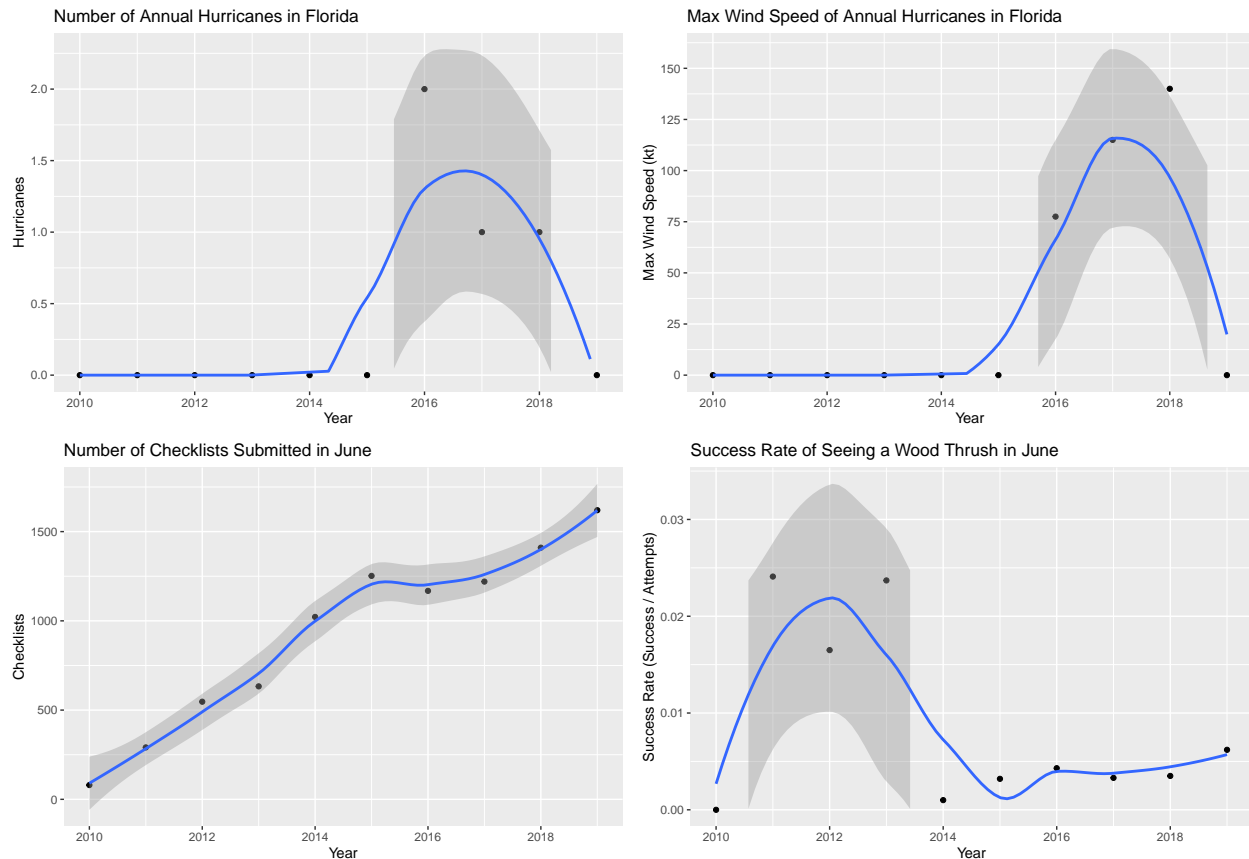 Number of Annual Hurricanes in Florida
Hurricanes
2.0
1.5
1.0
0.5
0.0
2010 2012 2014 2016 2018
Year
Max Wind Speed of Annual Hurricanes in Florida
Max Wind Speed (kt)
150
125
100
75
50
25
0
2010 2012 2014 2016 2018
Year
Number of Checklists Submitted in June
Checklists
1500
1000
500
0
2010 2012 2014 2016 2018
Year
Success Rate of Seeing a Wood Thrush in June
Success Rate (Success / Attempts)
0.03
0.02
0.01
0.00
2010 2012 2014 2016 2018
Year